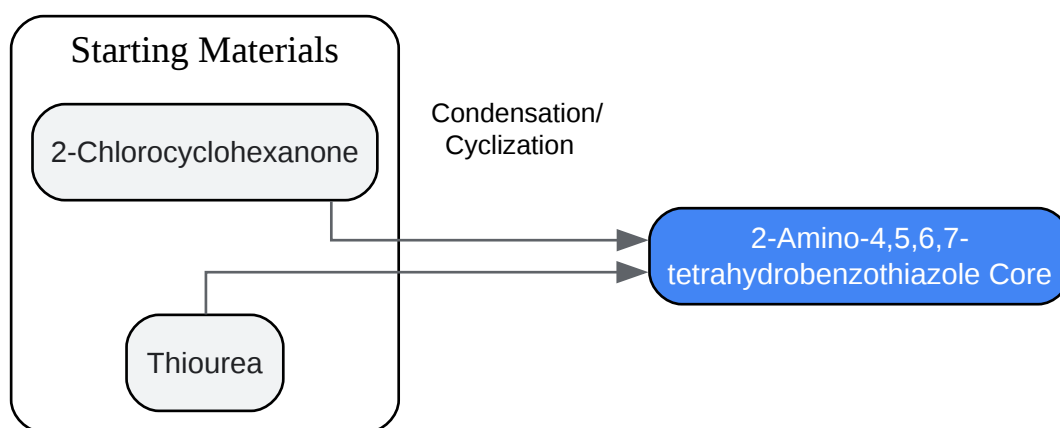 Starting Materials
2-Chlorocyclohexanone
Condensation/
Cyclization
2-Amino-4,5,6,7-
tetrahydrobenzothiazole Core
Thiourea